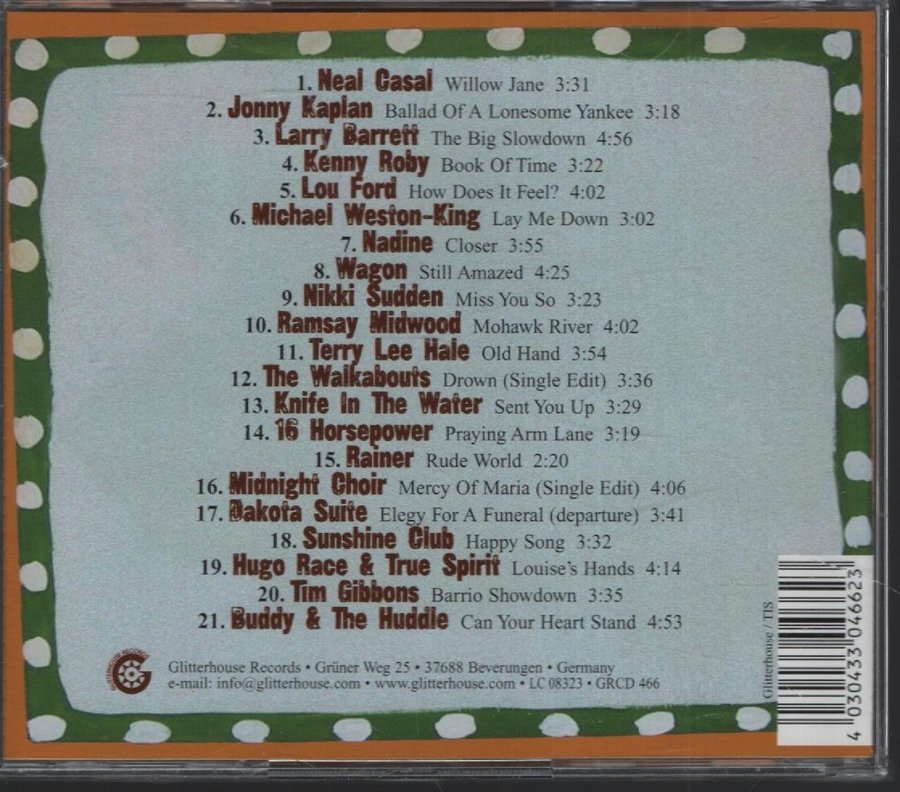 1. Neal Casal Willow Jane 3:31
2. Jonny Kaplan Ballad Of A Lonesome Yankee 3:18
3. Larry Barrett The Big Slowdown 4:56
4. Kenny Roby Book Of Time 3:22
5. Lou Ford How Does It Feel? 4:02
6. Michael Weston-King Lay Me Down 3:02
7. Nadine Closer 3:55
8. Wagon Still Amazed 4:25
9. Nikki Sudden Miss You So 3:23
10. Ramsay Midwood Mohawk River 4:02
11. Terry Lee Hale Old Hand 3:54
12. The Walkabouts Drown (Single Edit) 3:36
13. Knife In The Water Sent You Up 3:29
14. 16 Horsepower Praying Arm Lane 3:19
15. Rainer Rude World 2:20
16. Midnight Choir Mercy Of Maria (Single Edit) 4:06
17. Dakota Suite Elegy For A Funeral (departure) 3:41
18. Sunshine Club Happy Song 3:32
19. Hugo Race & True Spirit Louise's Hands 4:14
20. Tim Gibbons Barrio Showdown 3:35
21. Buddy & The Huddle Can Your Heart Stand 4:53
GLITTERHOUSE RECORDS
Glitterhouse Records • Grüner Weg 25 • 37688 Beverungen • Germany
e-mail: info@glitterhouse.com • www.glitterhouse.com • LC 08323 • GRCD 466
Glitterhouse / TIS
4 030433 046623